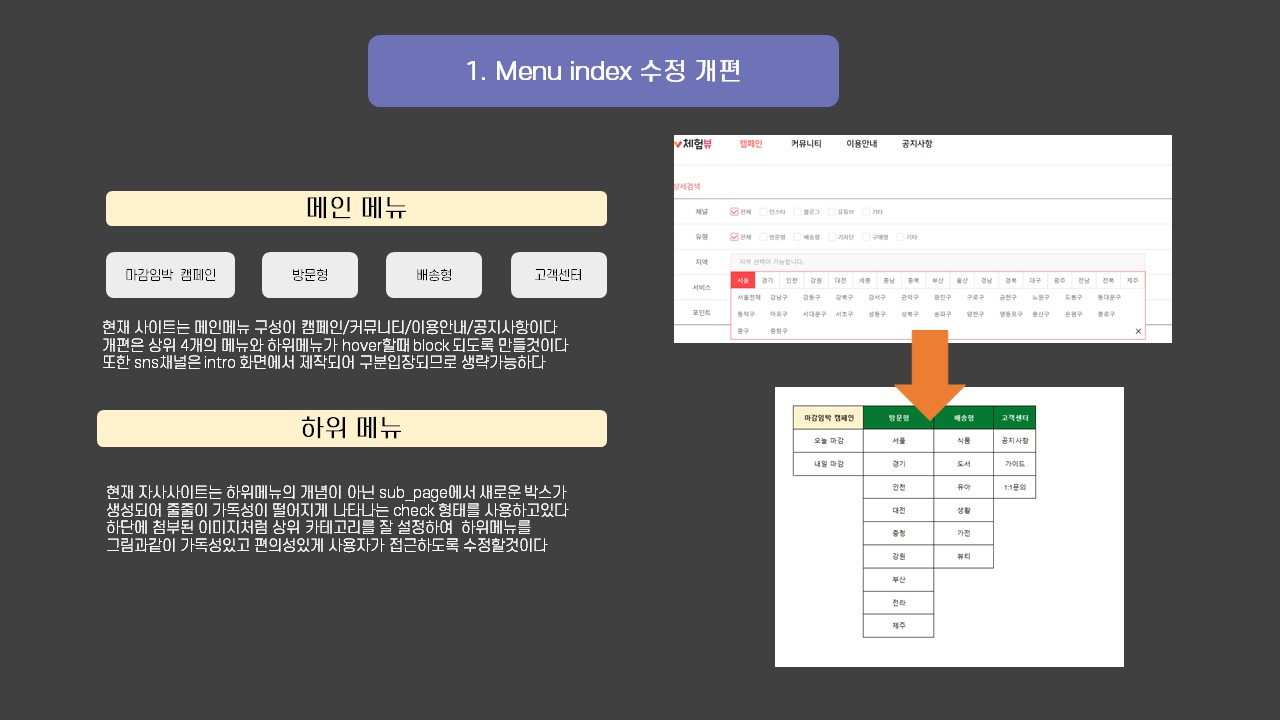 1. Menu index 수정 개편
메인 메뉴
마감임박 캠페인 방문형 배송형 고객센터
현재 사이트는 메인메뉴 구성이 캠페인/커뮤니티/이용안내/공지사항이다
개편은 상위 4개의 메뉴와 하위메뉴가 hover할때 block 되도록 만들것이다
또한 sns채널은 intro 화면에서 제작되어 구분입장되므로 생략가능하다
하위 메뉴
현재 자사사이트는 하위메뉴의 개념이 아닌 sub_page에서 새로운 박스가
생성되어 줄줄이 가독성이 떨어지게 나타나는 check 형태를 사용하고있다
하단에 첨부된 이미지처럼 상위 카테고리를 잘 설정하여 하위메뉴를
그림과같이 가독성있고 편의성있게 사용자가 접근하도록 수정할것이다
체험뷰 캠페인 커뮤니티 이용안내 공지사항
상세검색
채널 전체 인스타 블로그 유튜브 기타
유형 전체 방문형 배송형 기자단 구매평 기타
지역 지역 선택이 가능합니다.
서비스 서울 경기 인천 강원 대전 세종 충남 충북 부산 울산 경남 경북 대구 광주 전남 전북 제주
서울전체 강남구 강동구 강북구 강서구 관악구 광진구 구로구 금천구 노원구 도봉구 동대문구
포인트 동작구 마포구 서대문구 서초구 성동구 성북구 송파구 양천구 영등포구 용산구 은평구 종로구
중구 중랑구 ✕
마감임박 캠페인 방문형 배송형 고객센터
오늘 마감 서울 식품 공지사항
내일 마감 경기 도서 가이드
인천 유아 1:1문의
대전 생활
충청 가전
강원 뷰티
부산
전라
제주